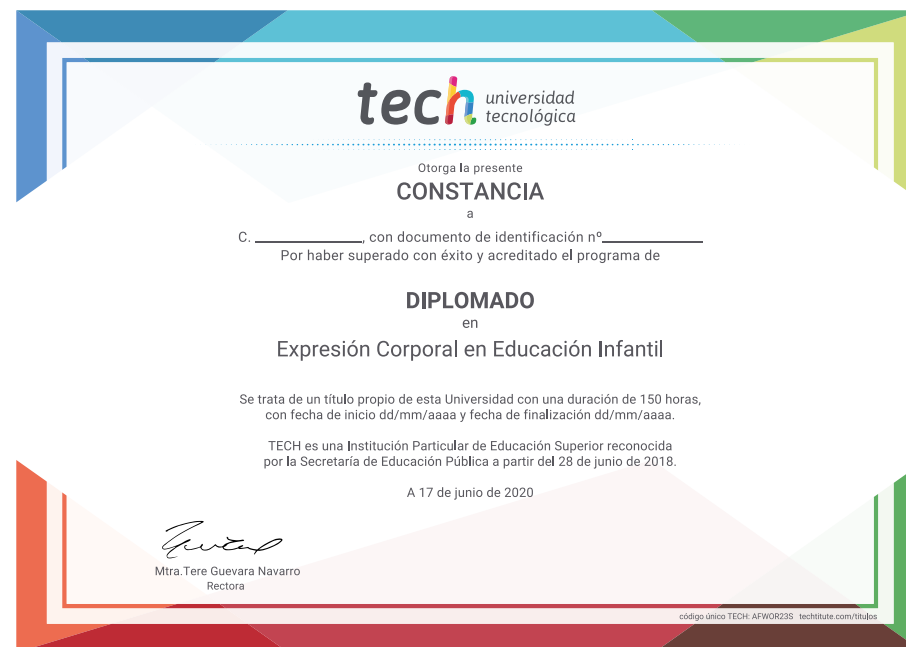 tech universidad
tecnológica
Otorga la presente
CONSTANCIA
a
C. ____________, con documento de identificación nº____________
Por haber superado con éxito y acreditado el programa de
DIPLOMADO
en
Expresión Corporal en Educación Infantil
Se trata de un título propio de esta Universidad con una duración de 150 horas,
con fecha de inicio dd/mm/aaaa y fecha de finalización dd/mm/aaaa.
TECH es una Institución Particular de Educación Superior reconocida
por la Secretaría de Educación Pública a partir del 28 de junio de 2018.
A 17 de junio de 2020
Mtra.Tere Guevara Navarro
Rectora
código único TECH: AFWOR23S techtitute.com/titulos